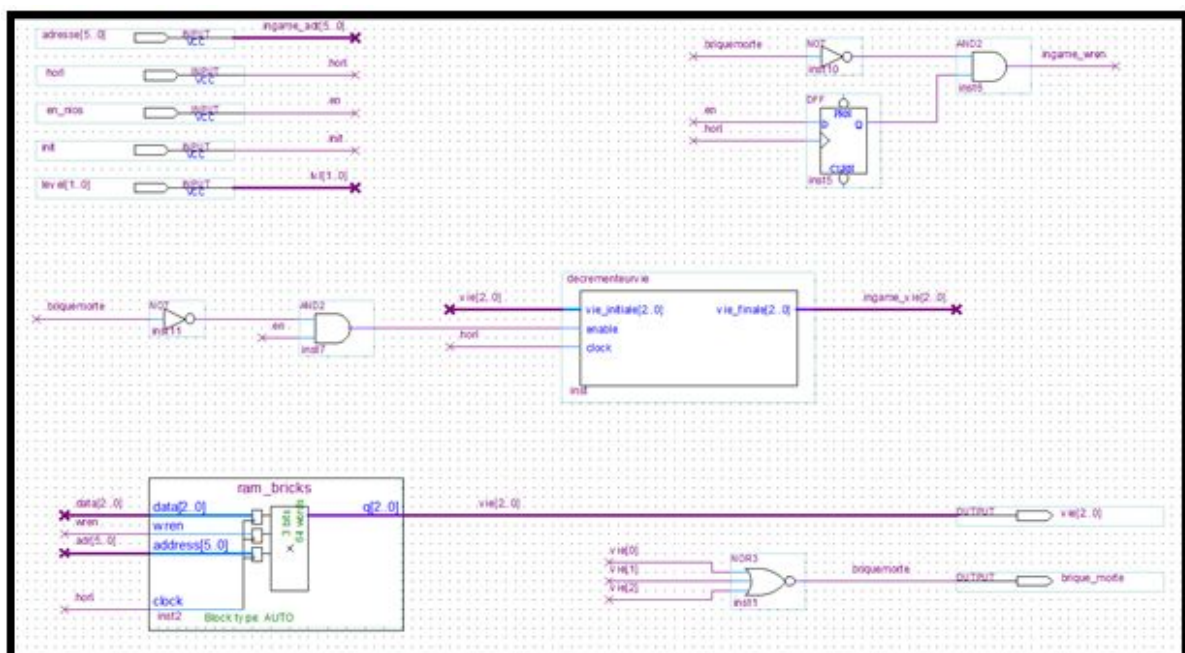 adresse[5..0] INPUT VCC ingame_adr[5..0]
horl INPUT VCC horl
en_nios INPUT VCC en
init INPUT VCC init
level[1..0] INPUT VCC lvl[1..0]
briquemorte NOT inst10 AND2 inst6 ingame_wren
en
horl
DFF
PRN
D Q
CLRN
inst5
briquemorte NOT inst11 AND2 inst7
en
decrementeurvie
vie[2..0] vie_initiale[2..0] vie_finale[2..0] ingame_vie[2..0]
enable
horl clock
inst
ram_bricks
data[2..0] data[2..0] q[2..0] vie[2..0] OUTPUT vie[2..0]
wren wren
adr[5..0] address[5..0]
3 bits
64 words
horl clock
inst2 Block type: AUTO
vie[0] NOR3
vie[1] briquemorte OUTPUT brique_morte
vie[2] inst1